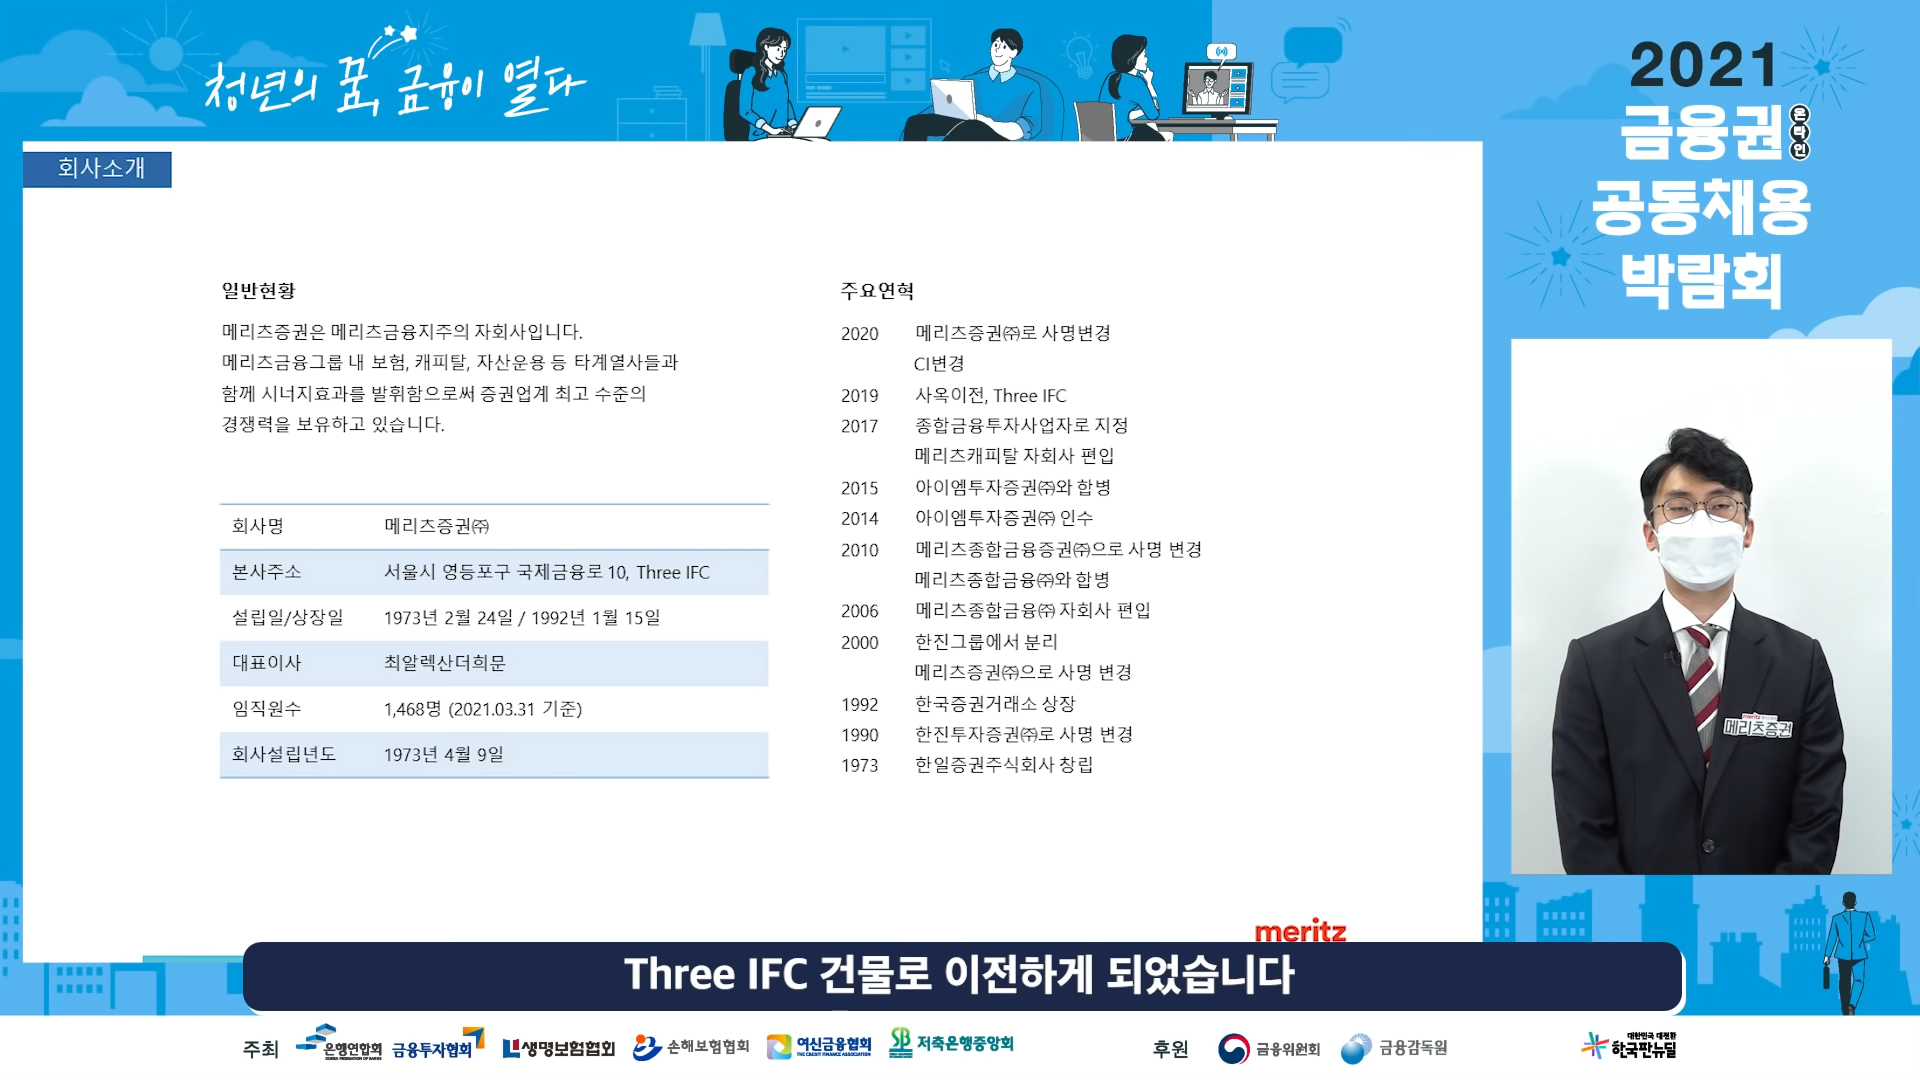 청년의 꿈, 금융이 열다
2021
금융권
온라인
공동채용
박람회
회사소개
일반현황
메리츠증권은 메리츠금융지주의 자회사입니다.
메리츠금융그룹 내 보험, 캐피탈, 자산운용 등 타계열사들과
함께 시너지효과를 발휘함으로써 증권업계 최고 수준의
경쟁력을 보유하고 있습니다.
회사명 메리츠증권㈜
본사주소 서울시 영등포구 국제금융로 10, Three IFC
설립일/상장일 1973년 2월 24일 / 1992년 1월 15일
대표이사 최알렉산더희문
임직원수 1,468명 (2021.03.31 기준)
회사설립년도 1973년 4월 9일
주요연혁
2020 메리츠증권㈜로 사명변경
CI변경
2019 사옥이전, Three IFC
2017 종합금융투자사업자로 지정
메리츠캐피탈 자회사 편입
2015 아이엠투자증권㈜와 합병
2014 아이엠투자증권㈜ 인수
2010 메리츠종합금융증권㈜으로 사명 변경
메리츠종합금융㈜와 합병
2006 메리츠종합금융㈜ 자회사 편입
2000 한진그룹에서 분리
메리츠증권㈜으로 사명 변경
1992 한국증권거래소 상장
1990 한진투자증권㈜로 사명 변경
1973 한일증권주식회사 창립
meritz
메리츠증권
meritz
Three IFC 건물로 이전하게 되었습니다
주최 은행연합회 금융투자협회 생명보험협회 손해보험협회 여신금융협회 SB 저축은행중앙회
KOREA FEDERATION OF BANKS
THE CREDIT FINANCE ASSOCIATION
후원 금융위원회 금융감독원
대한민국 대전환
한국판뉴딜